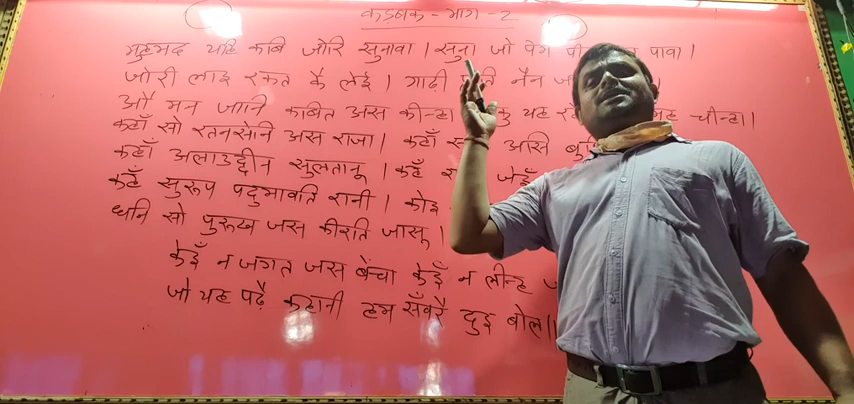 कड़बक - भाग - 2
मुहमद यहि कबि जोरि सुनावा । सुना जो पेम पावा ।
जोरी लाइ रकत कै लेई । गाढ़ी नैन
औ मन जानि कबित अस कीन्हा । यह चीन्हा ।
कहाँ सो रतनसेनि अस राजा । कहाँ असि
कहाँ अलाउद्दीन सुलतानू । कहँ जेइँ
कहँ सुरूप पदुमावति रानी । कोइ
धनि सो पुरुख जस कीरति जासू ।
केइँ न जगत जस बेंचा केइँ न लीन्ह
जो यह पढ़ै कहानी हम सँवरै दुइ बोल ॥